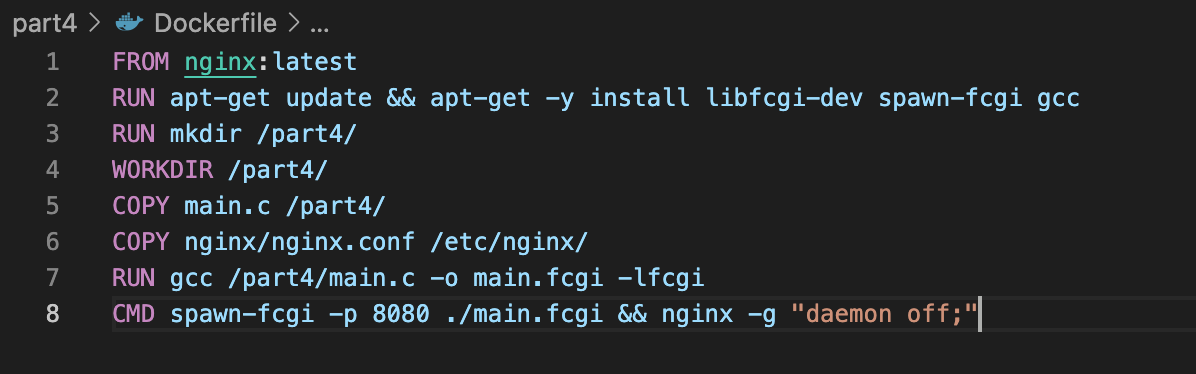 part4 > Dockerfile > ...
1 FROM nginx:latest
2 RUN apt-get update && apt-get -y install libfcgi-dev spawn-fcgi gcc
3 RUN mkdir /part4/
4 WORKDIR /part4/
5 COPY main.c /part4/
6 COPY nginx/nginx.conf /etc/nginx/
7 RUN gcc /part4/main.c -o main.fcgi -lfcgi
8 CMD spawn-fcgi -p 8080 ./main.fcgi && nginx -g "daemon off;"